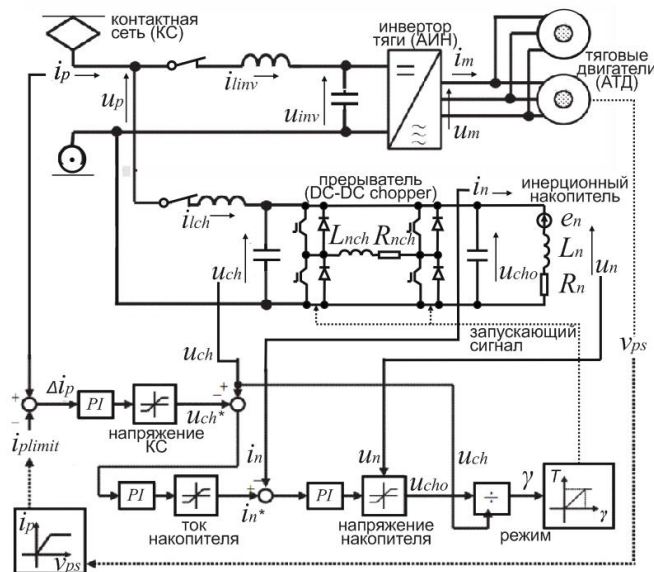 контактная
сеть (КС)
инвертор
тяги (АИН)
тяговые
двигатели
(АТД)
i_p
i_linv
i_m
u_p
u_inv
u_m
прерыватель
(DC-DC chopper)
i_n
инерционный
накопитель
i_lch
L_nch R_nch
e_n
L_n
R_n
u_n
u_ch
u_cho
запускающий
сигнал
v_ps
u_ch
+
−
Δi_p
PI
u_ch*
− +
i_plimit
напряжение
КС
i_n
u_n
u_ch
PI
+ −
i_n*
PI
u_cho
÷
γ
T
γ
ток
накопителя
напряжение
накопителя
режим
i_p
v_ps